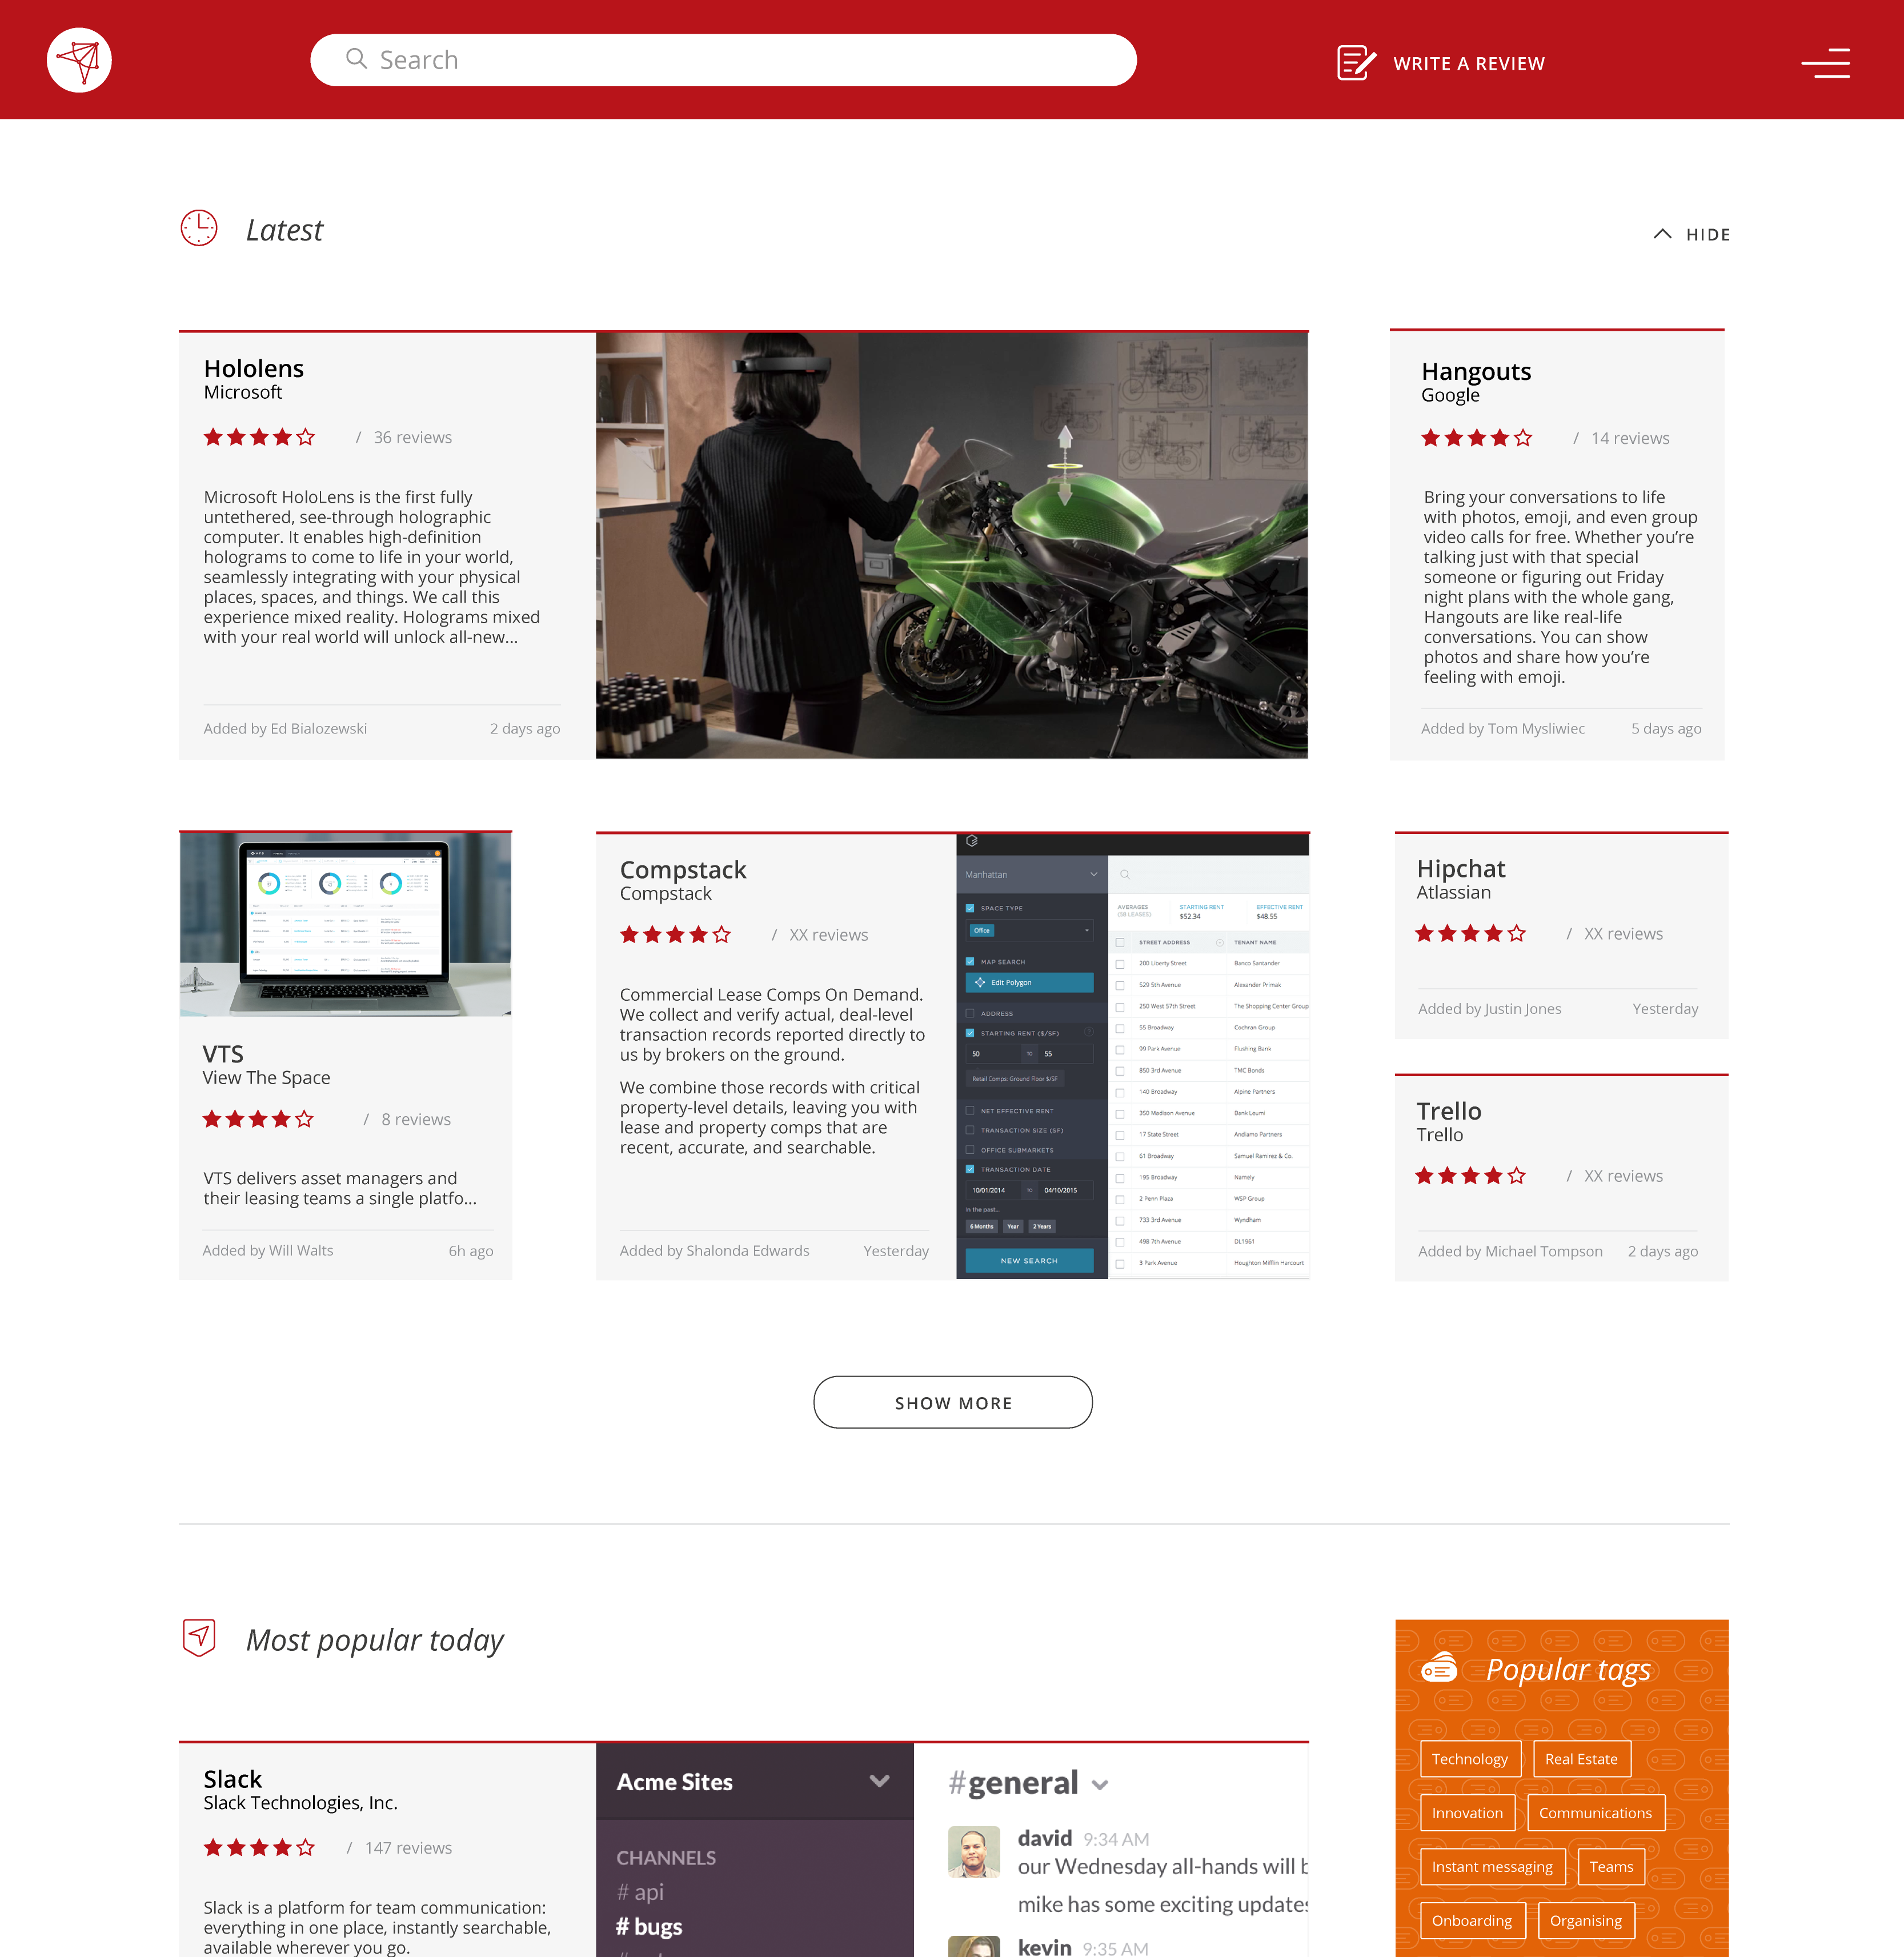 Search
WRITE A REVIEW
Latest
HIDE
Hololens
Microsoft
/ 36 reviews
Microsoft HoloLens is the first fully
untethered, see-through holographic
computer. It enables high-definition
holograms to come to life in your world,
seamlessly integrating with your physical
places, spaces, and things. We call this
experience mixed reality. Holograms mixed
with your real world will unlock all-new...
Added by Ed Bialozewski 2 days ago
Hangouts
Google
/ 14 reviews
Bring your conversations to life
with photos, emoji, and even group
video calls for free. Whether you’re
talking just with that special
someone or figuring out Friday
night plans with the whole gang,
Hangouts are like real-life
conversations. You can show
photos and share how you’re
feeling with emoji.
Added by Tom Mysliwiec 5 days ago
VTS
View The Space
/ 8 reviews
VTS delivers asset managers and
their leasing teams a single platfo...
Added by Will Walts 6h ago
Compstack
Compstack
/ XX reviews
Commercial Lease Comps On Demand.
We collect and verify actual, deal-level
transaction records reported directly to
us by brokers on the ground.
We combine those records with critical
property-level details, leaving you with
lease and property comps that are
recent, accurate, and searchable.
Added by Shalonda Edwards Yesterday
Manhattan
SPACE TYPE
Office
MAP SEARCH
Edit Polygon
ADDRESS
STARTING RENT ($/SF)
50 TO 55
Retail Comps: Ground Floor $/SF
NET EFFECTIVE RENT
TRANSACTION SIZE (SF)
OFFICE SUBMARKETS
TRANSACTION DATE
10/01/2014 TO 04/10/2015
In the past...
6 Months Year 2 Years
NEW SEARCH
AVERAGES STARTING RENT EFFECTIVE RENT
(58 LEASES) $52.34 $48.55
STREET ADDRESS TENANT NAME
200 Liberty Street Banco Santander
529 5th Avenue Alexander Primak
250 West 57th Street The Shopping Center Group
55 Broadway Cochran Group
99 Park Avenue Flushing Bank
850 3rd Avenue TMC Bonds
140 Broadway Alpine Partners
350 Madison Avenue Bank Leumi
17 State Street Andiamo Partners
61 Broadway Samuel Ramirez & Co.
195 Broadway Namely
2 Penn Plaza WSP Group
733 3rd Avenue Wyndham
498 7th Avenue DL1961
3 Park Avenue Houghton Mifflin Harcourt
Hipchat
Atlassian
/ XX reviews
Added by Justin Jones Yesterday
Trello
Trello
/ XX reviews
Added by Michael Tompson 2 days ago
SHOW MORE
Most popular today
Slack
Slack Technologies, Inc.
/ 147 reviews
Slack is a platform for team communication:
everything in one place, instantly searchable,
available wherever you go.
Acme Sites
CHANNELS
# api
# bugs
#general
david 9:34 AM
our Wednesday all-hands will b
mike has some exciting updates
kevin 9:35 AM
Popular tags
Technology Real Estate
Innovation Communications
Instant messaging Teams
Onboarding Organising